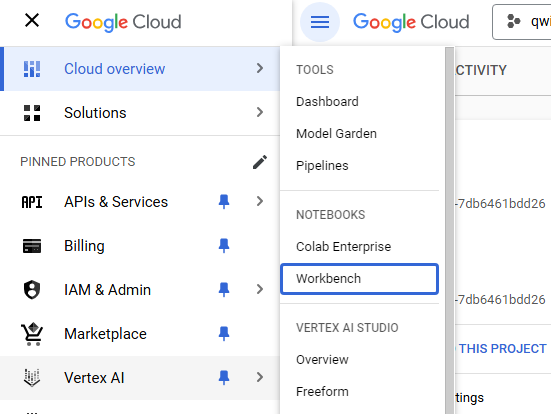 Google Cloud
Cloud overview
Solutions
PINNED PRODUCTS
API APIs & Services
Billing
IAM & Admin
Marketplace
Vertex AI
TOOLS
Dashboard
Model Garden
Pipelines
NOTEBOOKS
Colab Enterprise
Workbench
VERTEX AI STUDIO
Overview
Freeform
Google Cloud
qwi
CTIVITY
-7db6461bdd26
-7db6461bdd26
THIS PROJECT
tings